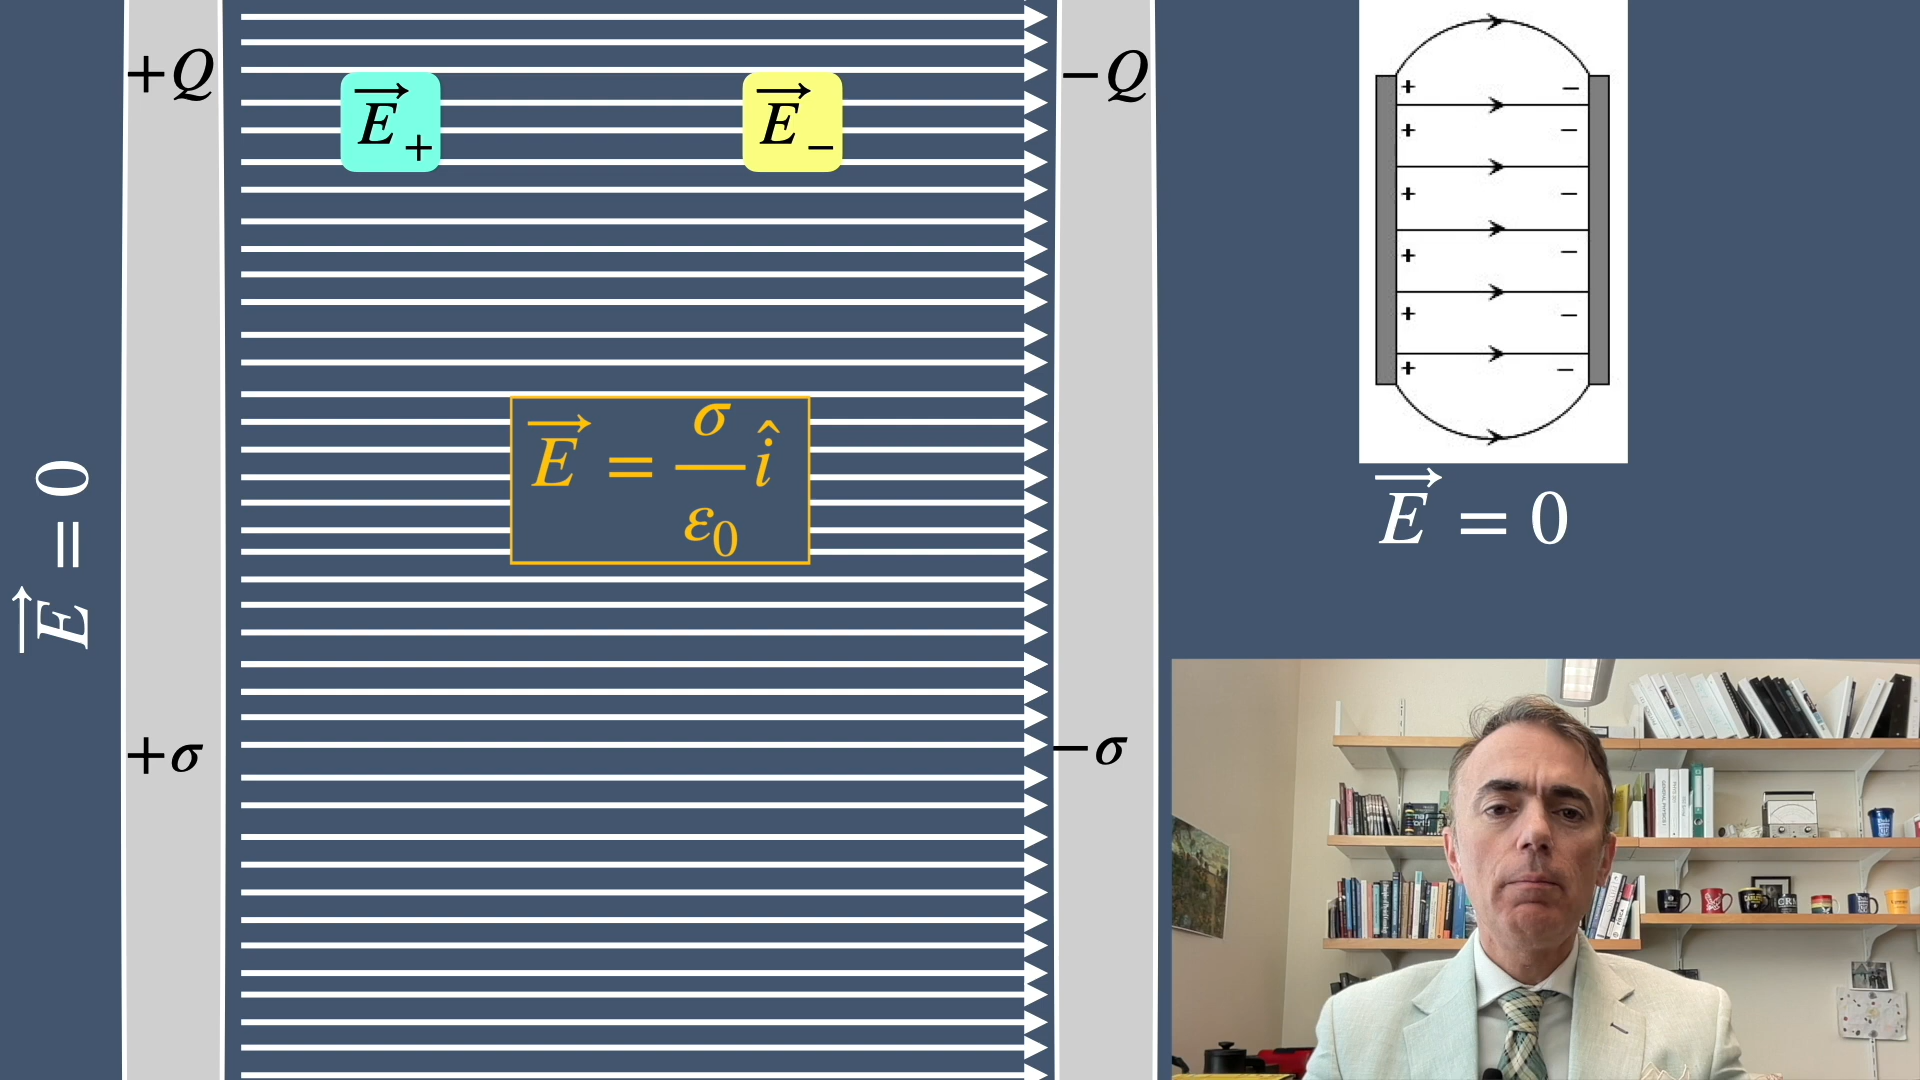 +Q
−Q
E⃗₊
E⃗₋
+ −
+ −
+ −
+ −
+ −
+ −
E⃗ = σ/ε₀ î
E⃗ = 0
E⃗ = 0
+σ
−σ